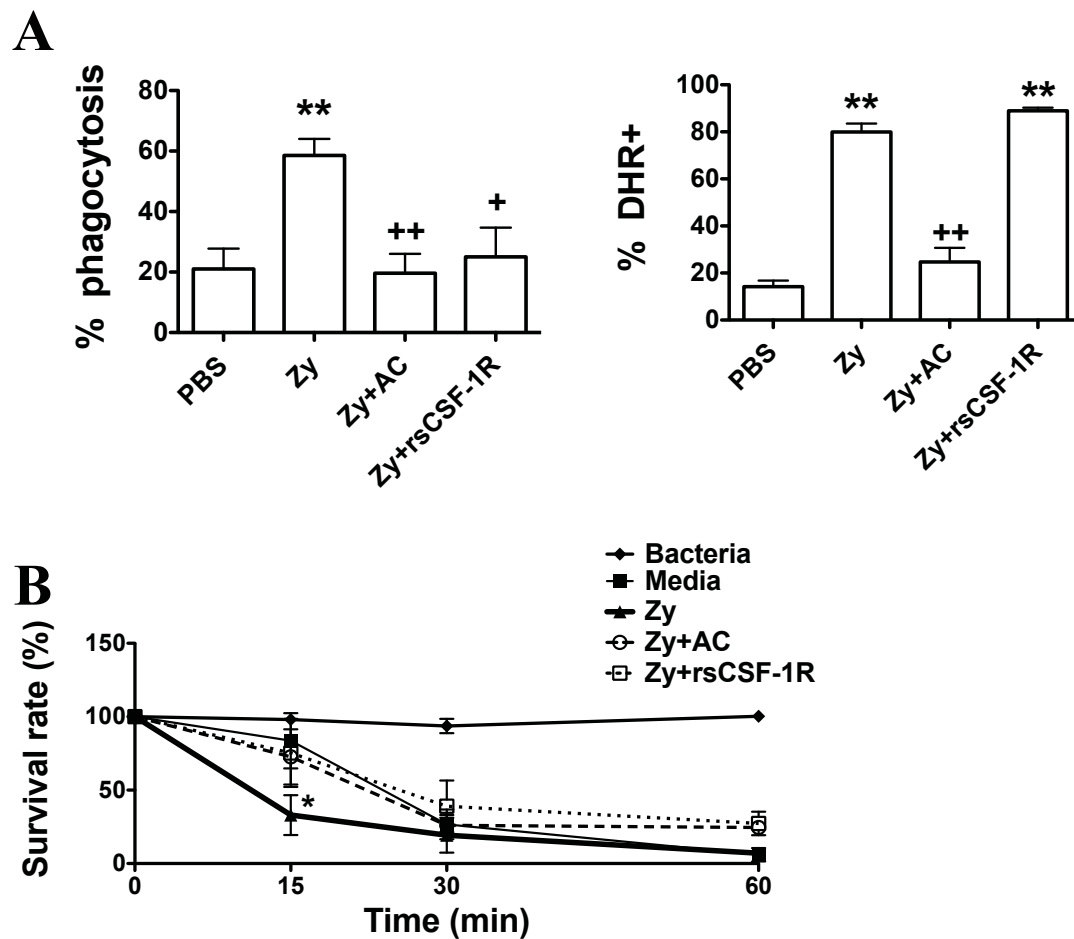 A
% phagocytosis
80
60
40
20
0
**
++
+
PBS
Zy
Zy+AC
Zy+rsCSF-1R
% DHR+
100
80
60
40
20
0
**
++
**
PBS
Zy
Zy+AC
Zy+rsCSF-1R
B
Bacteria
Media
Zy
Zy+AC
Zy+rsCSF-1R
Survival rate (%)
150
100
50
0
*
0 15 30 60
Time (min)